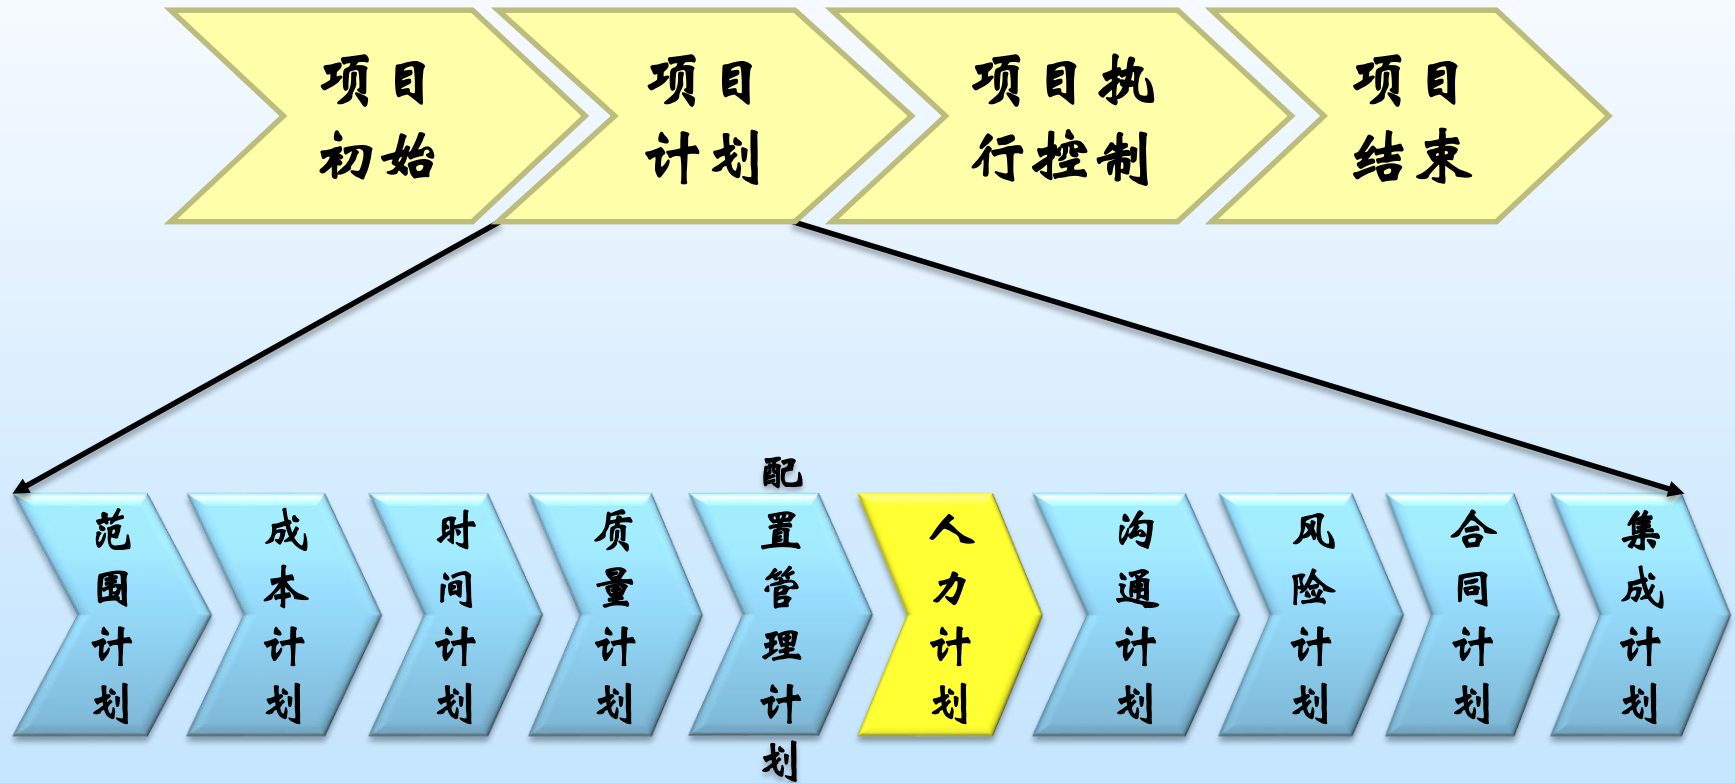 项目
初始
项目
计划
项目执
行控制
项目
结束
范围计划
成本计划
时间计划
质量计划
配置管理计划
人力计划
沟通计划
风险计划
合同计划
集成计划